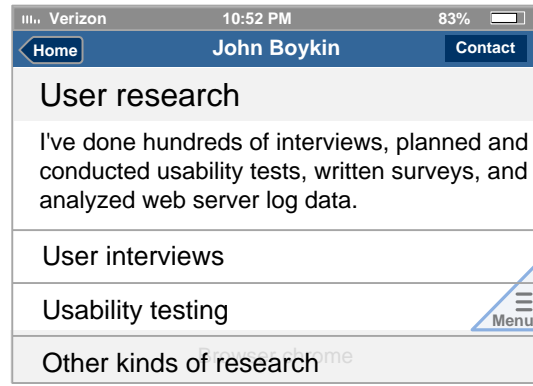 Verizon 10:52 PM 83%
Home John Boykin Contact
User research
I've done hundreds of interviews, planned and
conducted usability tests, written surveys, and
analyzed web server log data.
User interviews
Usability testing
Menu
Browser chrome
Other kinds of research